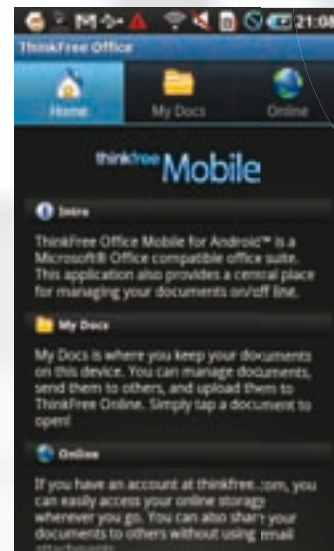 21:08
ThinkFree Office
Home My Docs Online
thinkfree Mobile
Intro
ThinkFree Office Mobile for Android™ is a
Microsoft® Office compatible office suite.
This application also provides a central place
for managing your documents on/off line.
My Docs
My Docs is where you keep your documents
on this device. You can manage documents,
send them to others, and upload them to
ThinkFree Online. Simply tap a document to
open!
Online
If you have an account at thinkfree.com, you
can easily access your online storage
wherever you go. You can also share your
documents to others without using email
attachments